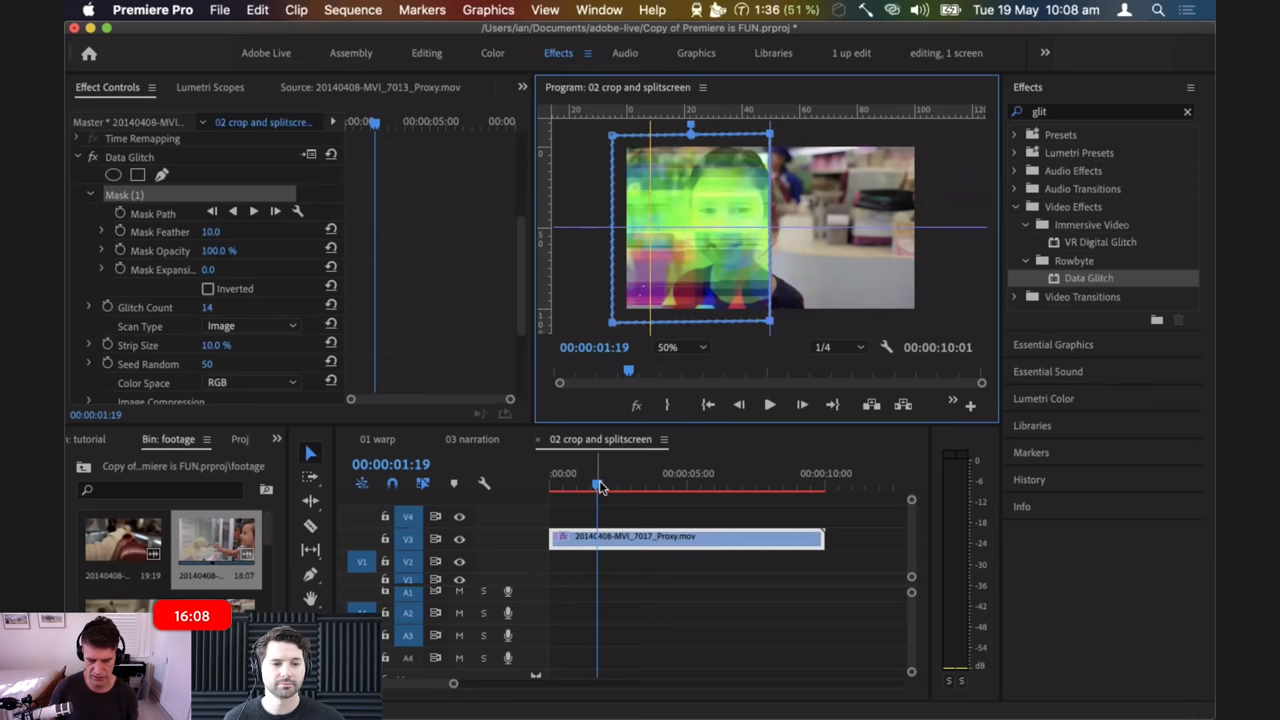 Premiere Pro File Edit Clip Sequence Markers Graphics View Window Help 1:36 (51 %) Tue 19 May 10:08 am
/Users/ian/Documents/adobe-live/Copy of Premiere is FUN.prproj *
Adobe Live Assembly Editing Color Effects Audio Graphics Libraries 1 up edit editing, 1 screen
Effect Controls Lumetri Scopes Source: 20140408-MVI_7013_Proxy.mov
Program: 02 crop and splitscreen
Effects
Master * 20140408-MVI... 02 crop and splitscre... :00:00 00:00:05:00 00:00
Time Remapping
Data Glitch
Mask (1)
Mask Path
Mask Feather 10.0
Mask Opacity 100.0 %
Mask Expansi... 0.0
Inverted
Glitch Count 14
Scan Type Image
Strip Size 10.0 %
Seed Random 50
Color Space RGB
Image Compression
00:00:01:19
20 0 20 40 60 80 100
00:00:01:19 50% 1/4 00:00:10:01
glit
Presets
Lumetri Presets
Audio Effects
Audio Transitions
Video Effects
Immersive Video
VR Digital Glitch
Rowbyte
Data Glitch
Video Transitions
Essential Graphics
Essential Sound
Lumetri Color
Libraries
Markers
History
Info
: tutorial Bin: footage Proj
Copy of...miere is FUN.prproj\footage
20140408-... 19:19 20140408-... 18:07
01 warp 03 narration 02 crop and splitscreen
00:00:01:19
:00:00 00:00:05:00 00:00:10:00
V4
V3 20140408-MVI_7017_Proxy.mov
V1 V2
V1
A1 M S
A2 M S
A3 M S
A4 M S
0
-6
-12
-18
-24
-30
-36
-42
-48
-54
dB
S S
16:08